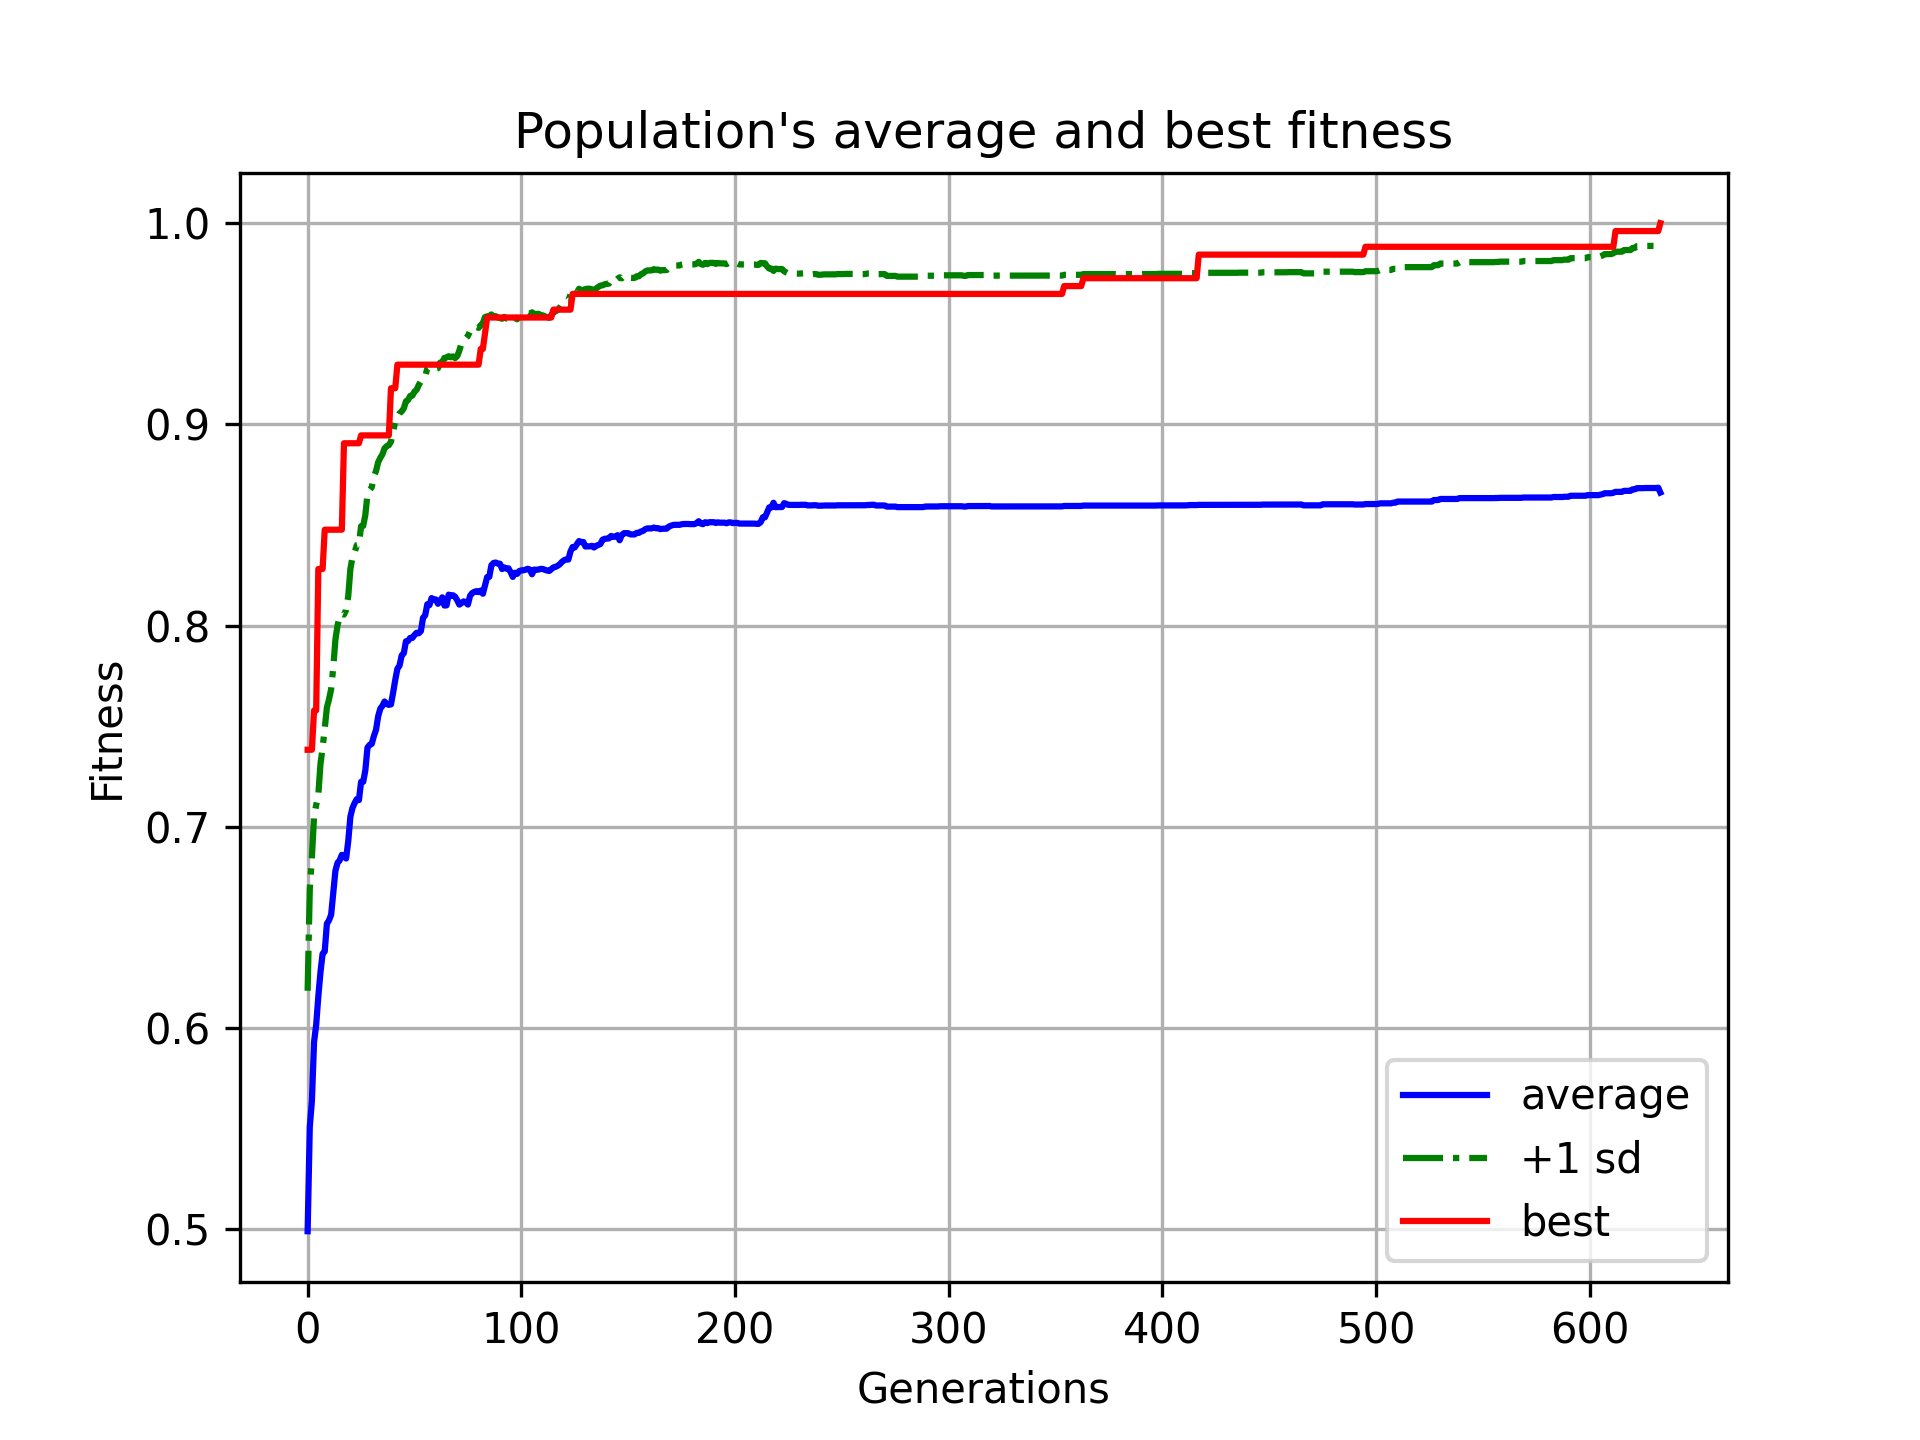 Population's average and best fitness
1.0
0.9
0.8
0.7
0.6
0.5
Fitness
0 100 200 300 400 500 600
Generations
average
+1 sd
best